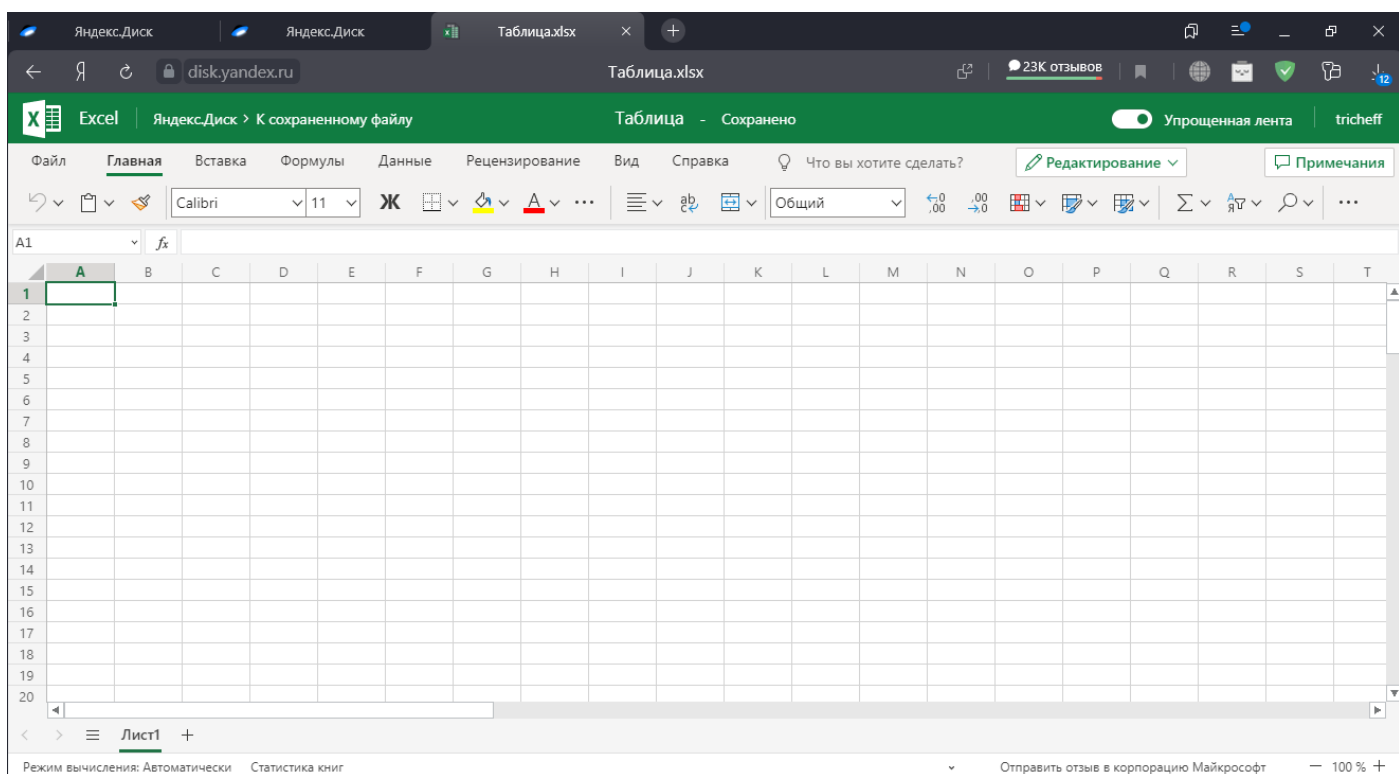 Яндекс.Диск Яндекс.Диск Таблица.xlsx
disk.yandex.ru Таблица.xlsx 23K отзывов 12
Excel Яндекс.Диск > К сохраненному файлу Таблица - Сохранено Упрощенная лента tricheff
Файл Главная Вставка Формулы Данные Рецензирование Вид Справка Что вы хотите сделать? Редактирование Примечания
Calibri 11 Ж А Общий
A1 fx
A B C D E F G H I J K L M N O P Q R S T
1
2
3
4
5
6
7
8
9
10
11
12
13
14
15
16
17
18
19
20
Лист1
Режим вычисления: Автоматически Статистика книг Отправить отзыв в корпорацию Майкрософт 100 %